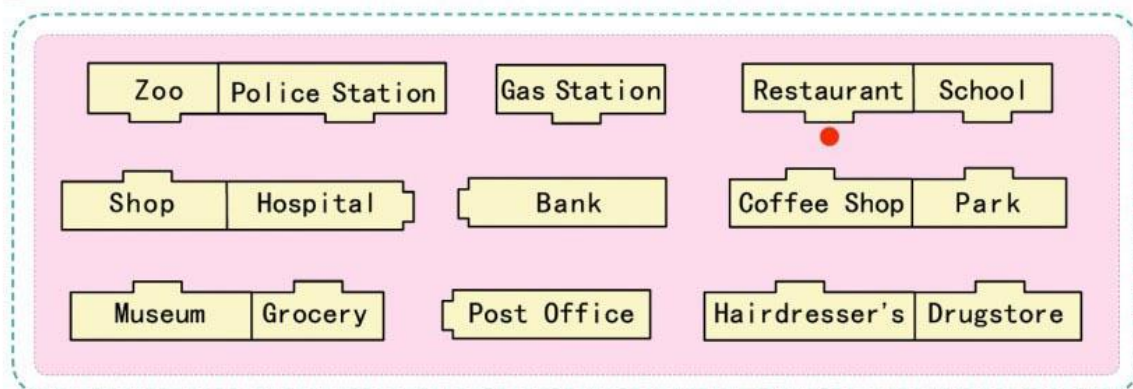 Zoo Police Station Gas Station Restaurant School
Shop Hospital Bank Coffee Shop Park
Museum Grocery Post Office Hairdresser's Drugstore